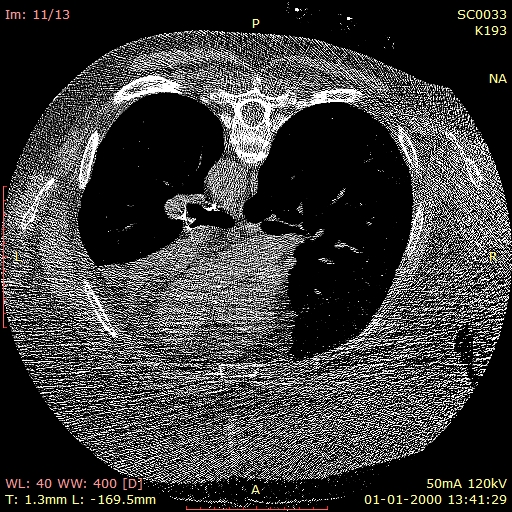 Im: 11/13
P
SC0033
K193
NA
L
R
WL: 40 WW: 400 [D]
T: 1.3mm L: -169.5mm
A
50mA 120kV
01-01-2000 13:41:29